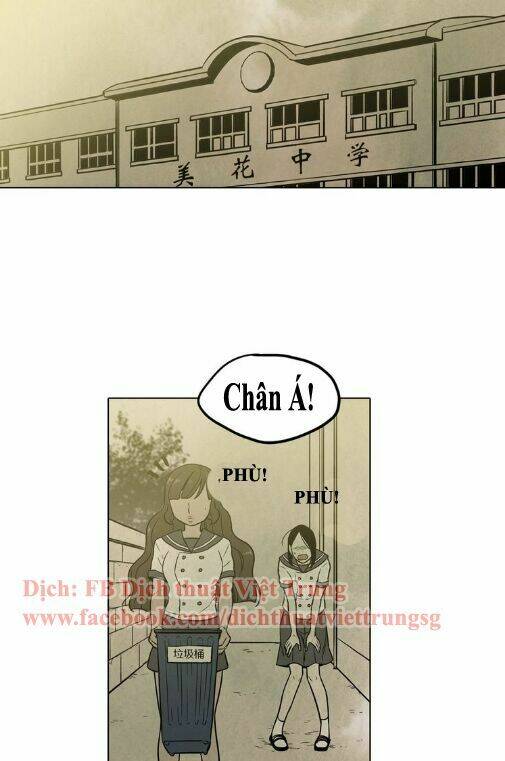 美花中学
Chân Á!
PHÙ!
PHÙ!
Dịch: FB Dịch thuật Việt Trung
www.facebook.com/dichthuatviettrungsg
垃圾桶